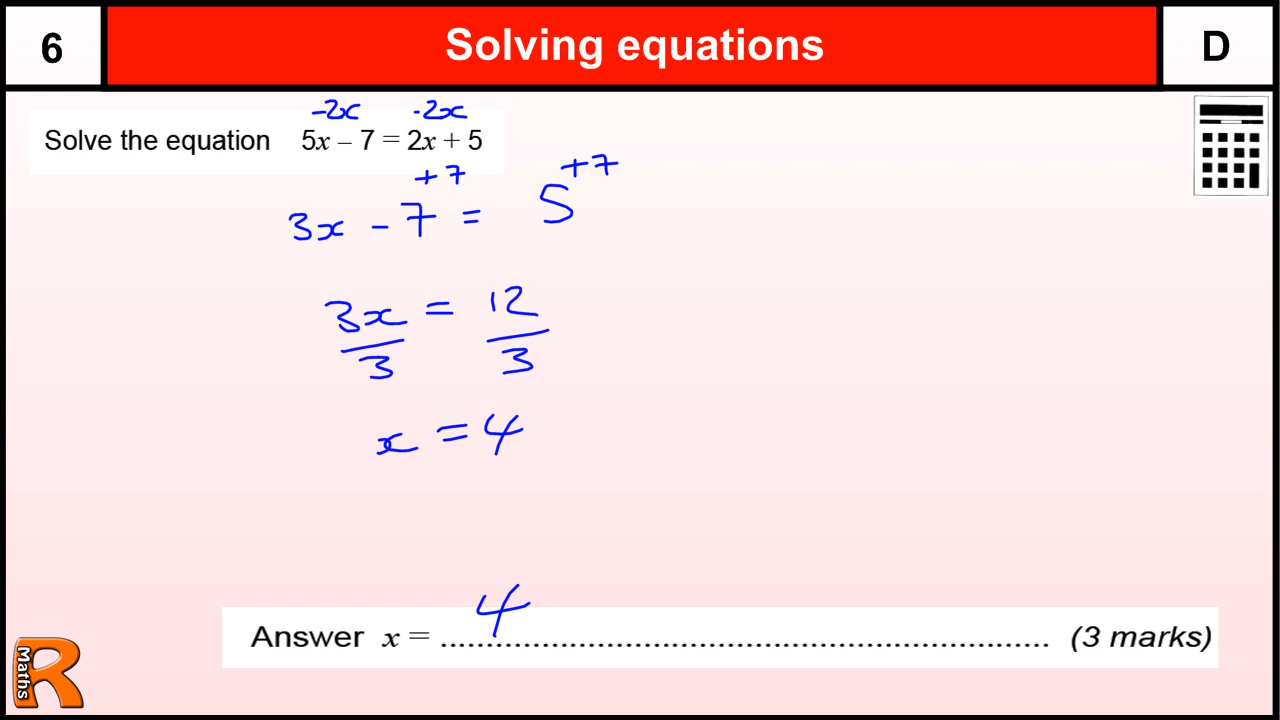 6 Solving equations D
-2x -2x
Solve the equation 5x – 7 = 2x + 5
+7 +7
3x - 7 = 5
3x = 12
3 3
x = 4
4
Answer x = .......................................................................... (3 marks)
R Maths